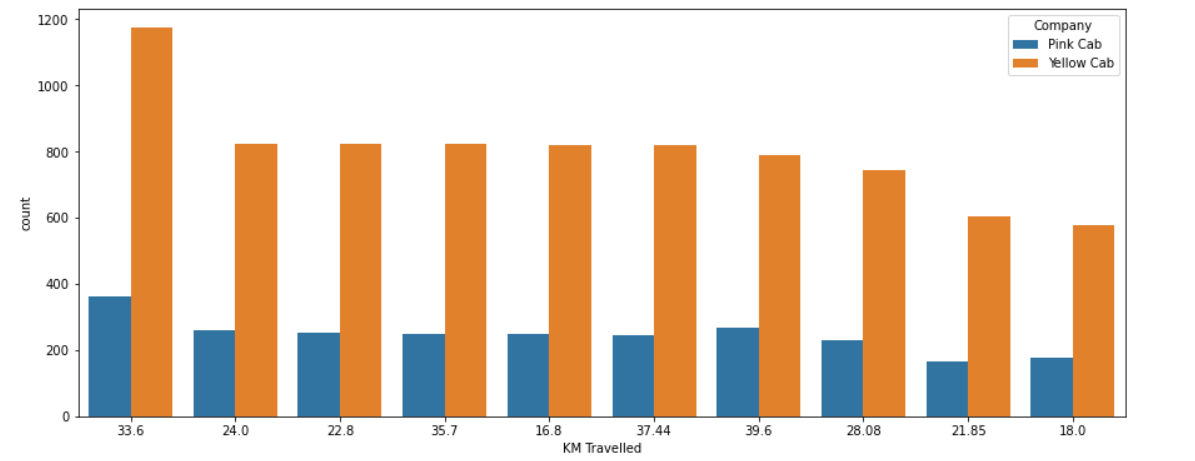 1200
1000
800
600
400
200
0
count
Company
Pink Cab
Yellow Cab
33.6 24.0 22.8 35.7 16.8 37.44 39.6 28.08 21.85 18.0
KM Travelled